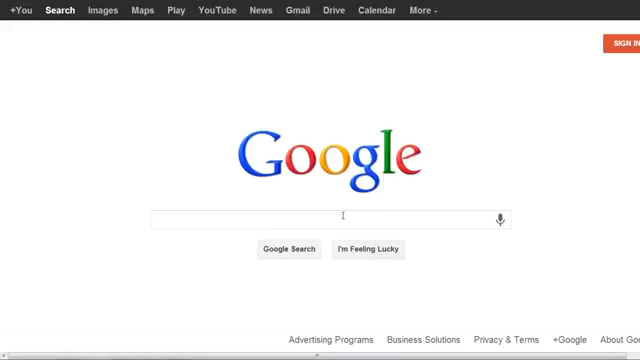 +You Search Images Maps Play YouTube News Gmail Drive Calendar More
SIGN IN
Google
Google Search I'm Feeling Lucky
Advertising Programs Business Solutions Privacy & Terms +Google About Goo